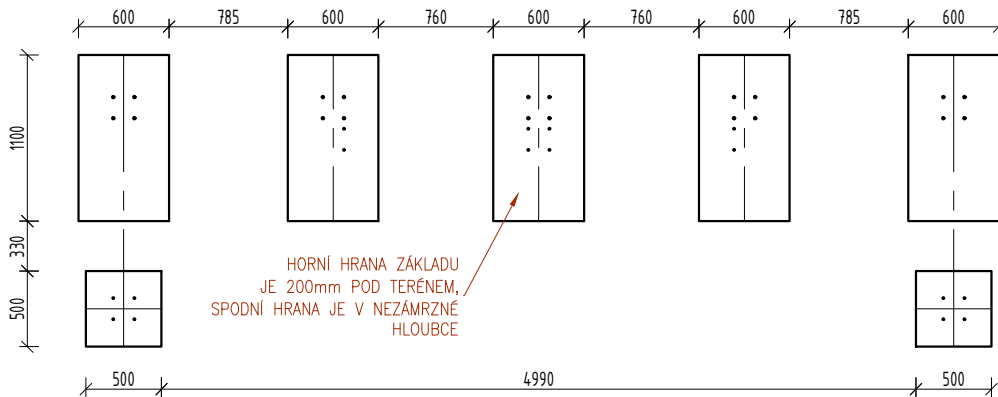 600 785 600 760 600 760 600 785 600
1100
330
500
HORNÍ HRANA ZÁKLADU
JE 200mm POD TERÉNEM,
SPODNÍ HRANA JE V NEZÁMRZNÉ
HLOUBCE
500 4990 500